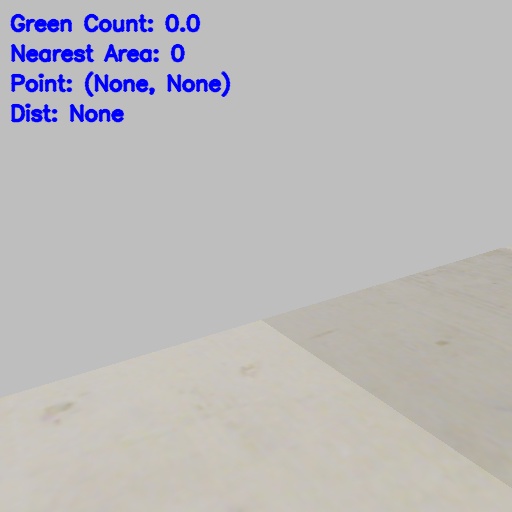 Green Count: 0.0
Nearest Area: 0
Point: (None, None)
Dist: None